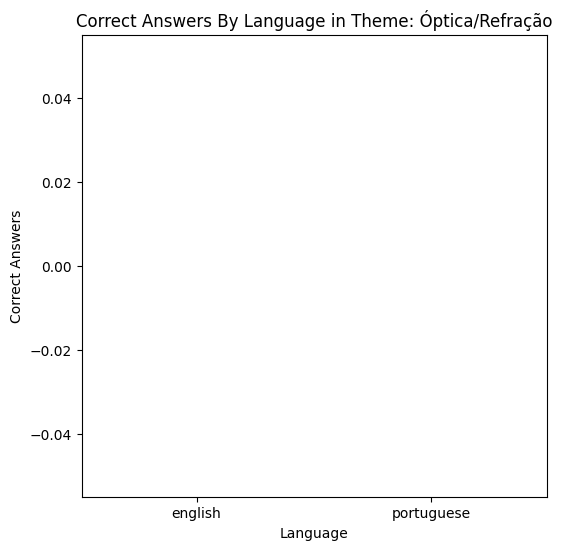 Correct Answers By Language in Theme: Óptica/Refração
0.04
0.02
0.00
−0.02
−0.04
Correct Answers
english
portuguese
Language